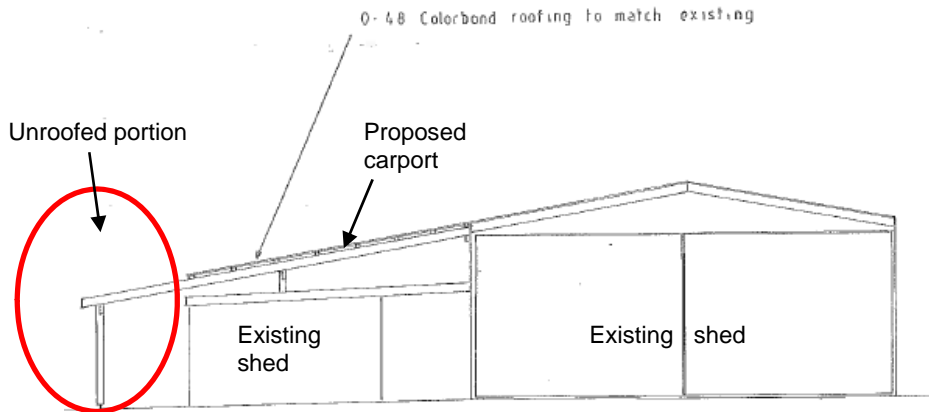 0-48 Colorbond roofing to match existing
Unroofed portion
Proposed
carport
Existing
shed
Existing shed